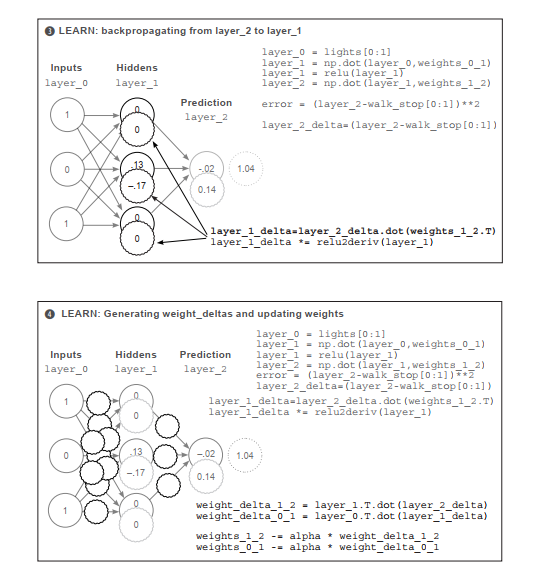 3 LEARN: backpropagating from layer_2 to layer_1
layer_0 = lights[0:1]
layer_1 = np.dot(layer_0,weights_0_1)
layer_1 = relu(layer_1)
layer_2 = np.dot(layer_1,weights_1_2)
error = (layer_2-walk_stop[0:1])**2
layer_2_delta=(layer_2-walk_stop[0:1])
Inputs
layer_0
Hiddens
layer_1
Prediction
layer_2
1
0
1
0
0
.13
-.17
0
0
-.02
0.14
1.04
layer_1_delta=layer_2_delta.dot(weights_1_2.T)
layer_1_delta *= relu2deriv(layer_1)
4 LEARN: Generating weight_deltas and updating weights
layer_0 = lights[0:1]
layer_1 = np.dot(layer_0,weights_0_1)
layer_1 = relu(layer_1)
layer_2 = np.dot(layer_1,weights_1_2)
error = (layer_2-walk_stop[0:1])**2
layer_2_delta=(layer_2-walk_stop[0:1])
layer_1_delta=layer_2_delta.dot(weights_1_2.T)
layer_1_delta *= relu2deriv(layer_1)
Inputs
layer_0
Hiddens
layer_1
Prediction
layer_2
1
0
1
0
0
.13
-.17
0
0
-.02
0.14
1.04
weight_delta_1_2 = layer_1.T.dot(layer_2_delta)
weight_delta_0_1 = layer_0.T.dot(layer_1_delta)
weights_1_2 -= alpha * weight_delta_1_2
weights_0_1 -= alpha * weight_delta_0_1